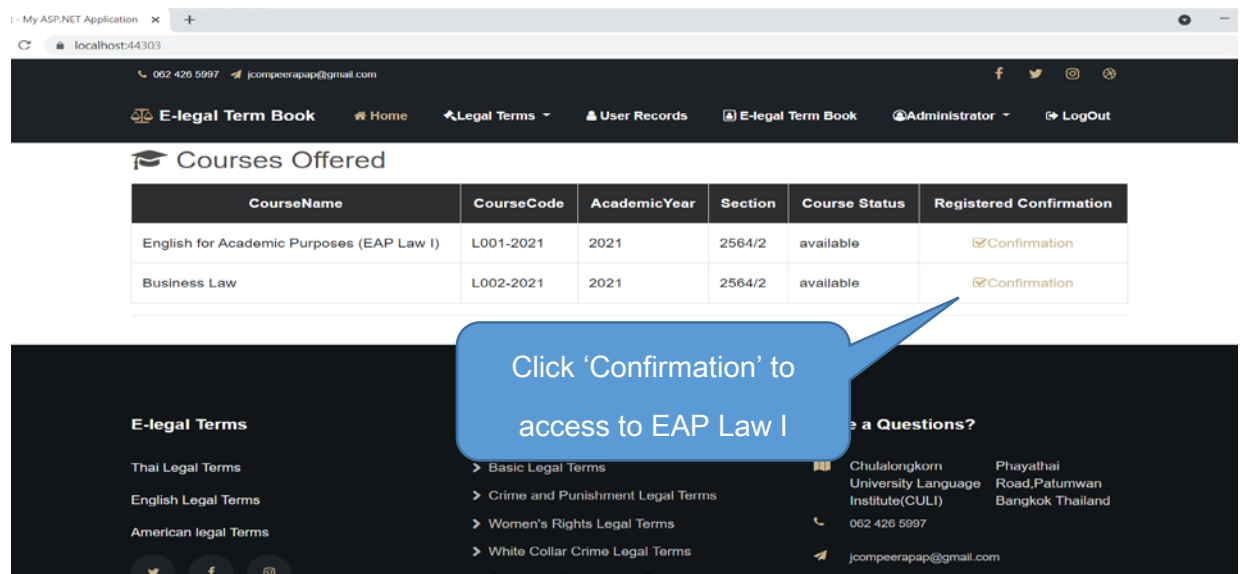 : - My ASP.NET Application
localhost:44303
062 426 5997 jcompeerapap@gmail.com
E-legal Term Book Home Legal Terms User Records E-legal Term Book Administrator LogOut
Courses Offered
CourseName CourseCode AcademicYear Section Course Status Registered Confirmation
English for Academic Purposes (EAP Law I) L001-2021 2021 2564/2 available Confirmation
Business Law L002-2021 2021 2564/2 available Confirmation
Click ‘Confirmation’ to
access to EAP Law I
E-legal Terms
Thai Legal Terms
English Legal Terms
American legal Terms
Basic Legal Terms
Crime and Punishment Legal Terms
Women's Rights Legal Terms
White Collar Crime Legal Terms
a Questions?
Chulalongkorn Phayathai
University Language Road,Patumwan
Institute(CULI) Bangkok Thailand
062 426 5997
jcompeerapap@gmail.com